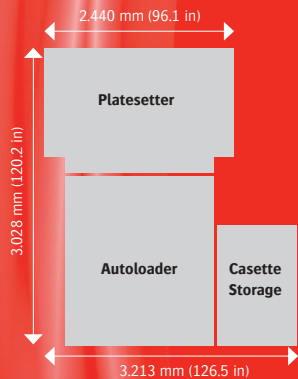 2.440 mm (96.1 in)
Platesetter
3.028 mm (120.2 in)
Autoloader
Casette
Storage
3.213 mm (126.5 in)